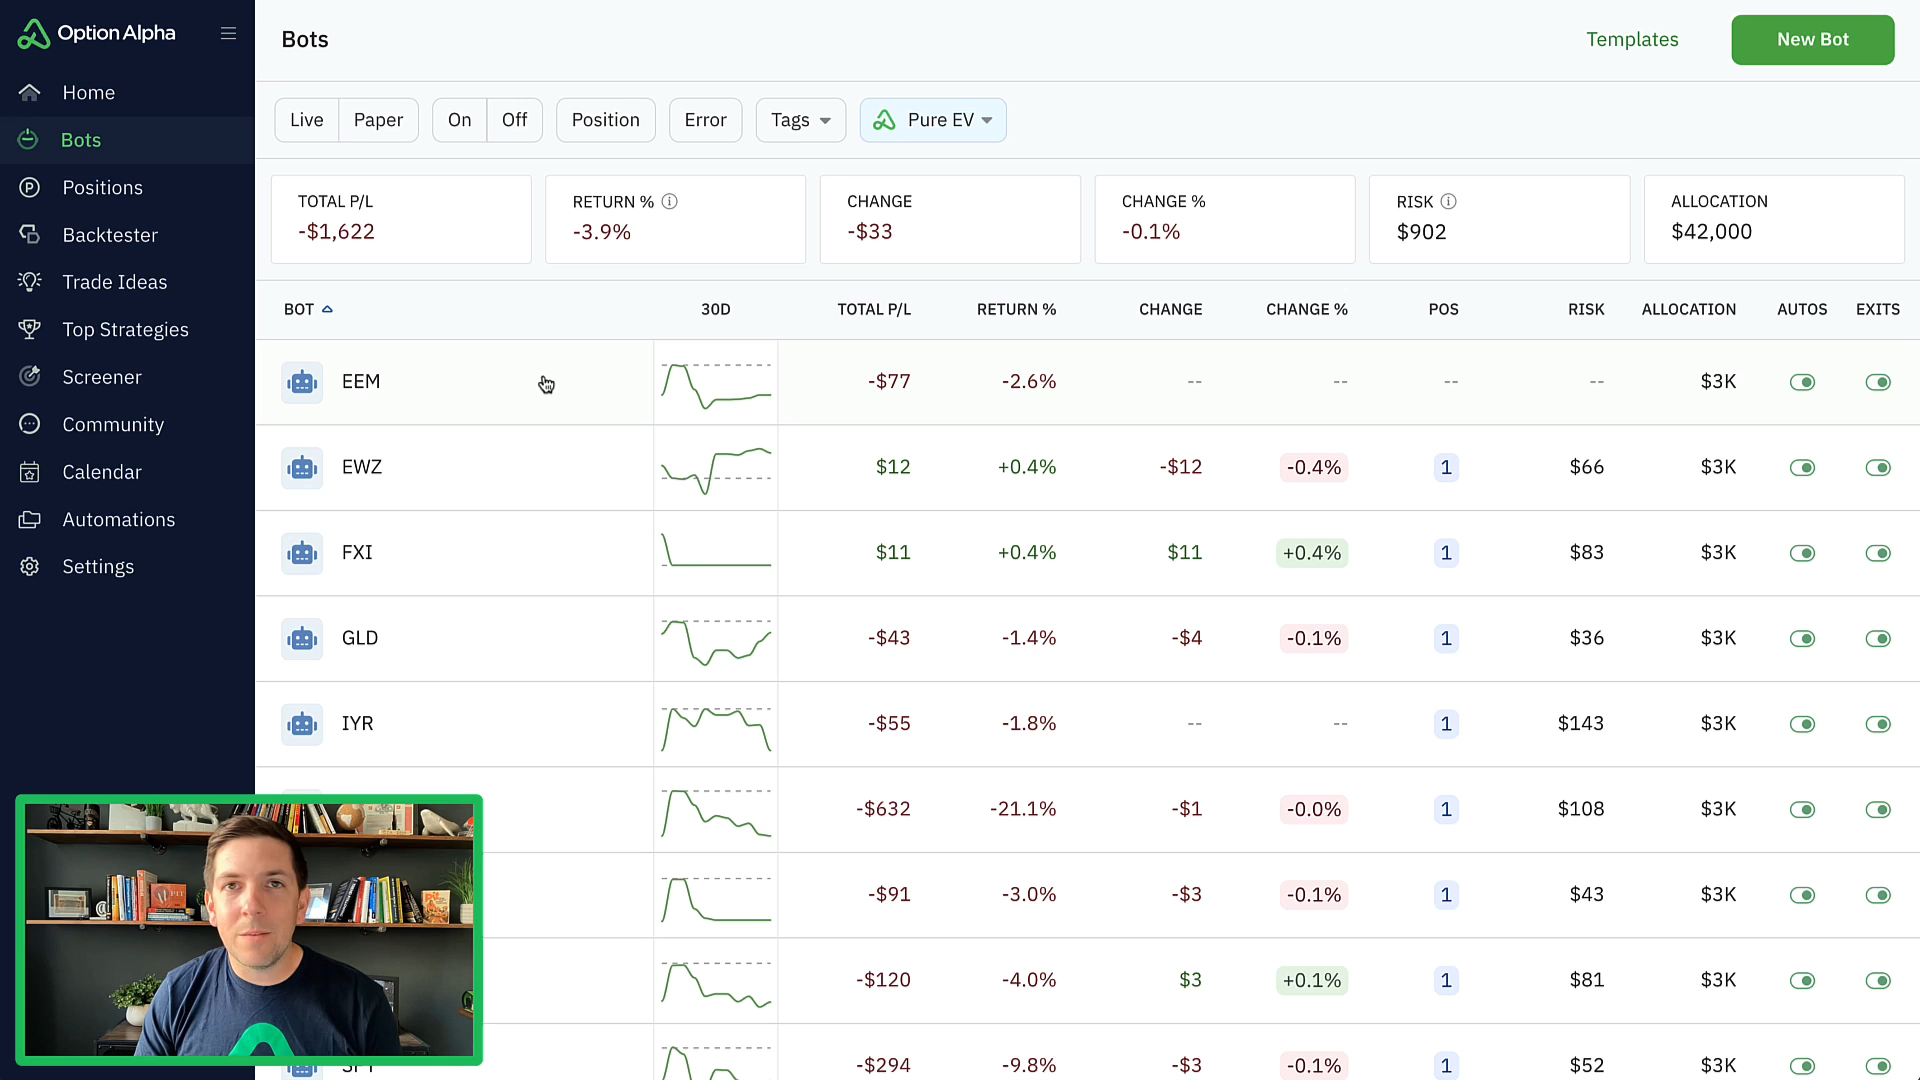 Option Alpha
Home
Bots
Positions
Backtester
Trade Ideas
Top Strategies
Screener
Community
Calendar
Automations
Settings
Bots
Templates
New Bot
Live Paper On Off Position Error Tags Pure EV
TOTAL P/L
-$1,622
RETURN %
-3.9%
CHANGE
-$33
CHANGE %
-0.1%
RISK
$902
ALLOCATION
$42,000
BOT 30D TOTAL P/L RETURN % CHANGE CHANGE % POS RISK ALLOCATION AUTOS EXITS
EEM -$77 -2.6% -- -- -- -- $3K
EWZ $12 +0.4% -$12 -0.4% 1 $66 $3K
FXI $11 +0.4% $11 +0.4% 1 $83 $3K
GLD -$43 -1.4% -$4 -0.1% 1 $36 $3K
IYR -$55 -1.8% -- -- 1 $143 $3K
-$632 -21.1% -$1 -0.0% 1 $108 $3K
-$91 -3.0% -$3 -0.1% 1 $43 $3K
-$120 -4.0% $3 +0.1% 1 $81 $3K
-$294 -9.8% -$3 -0.1% 1 $52 $3K